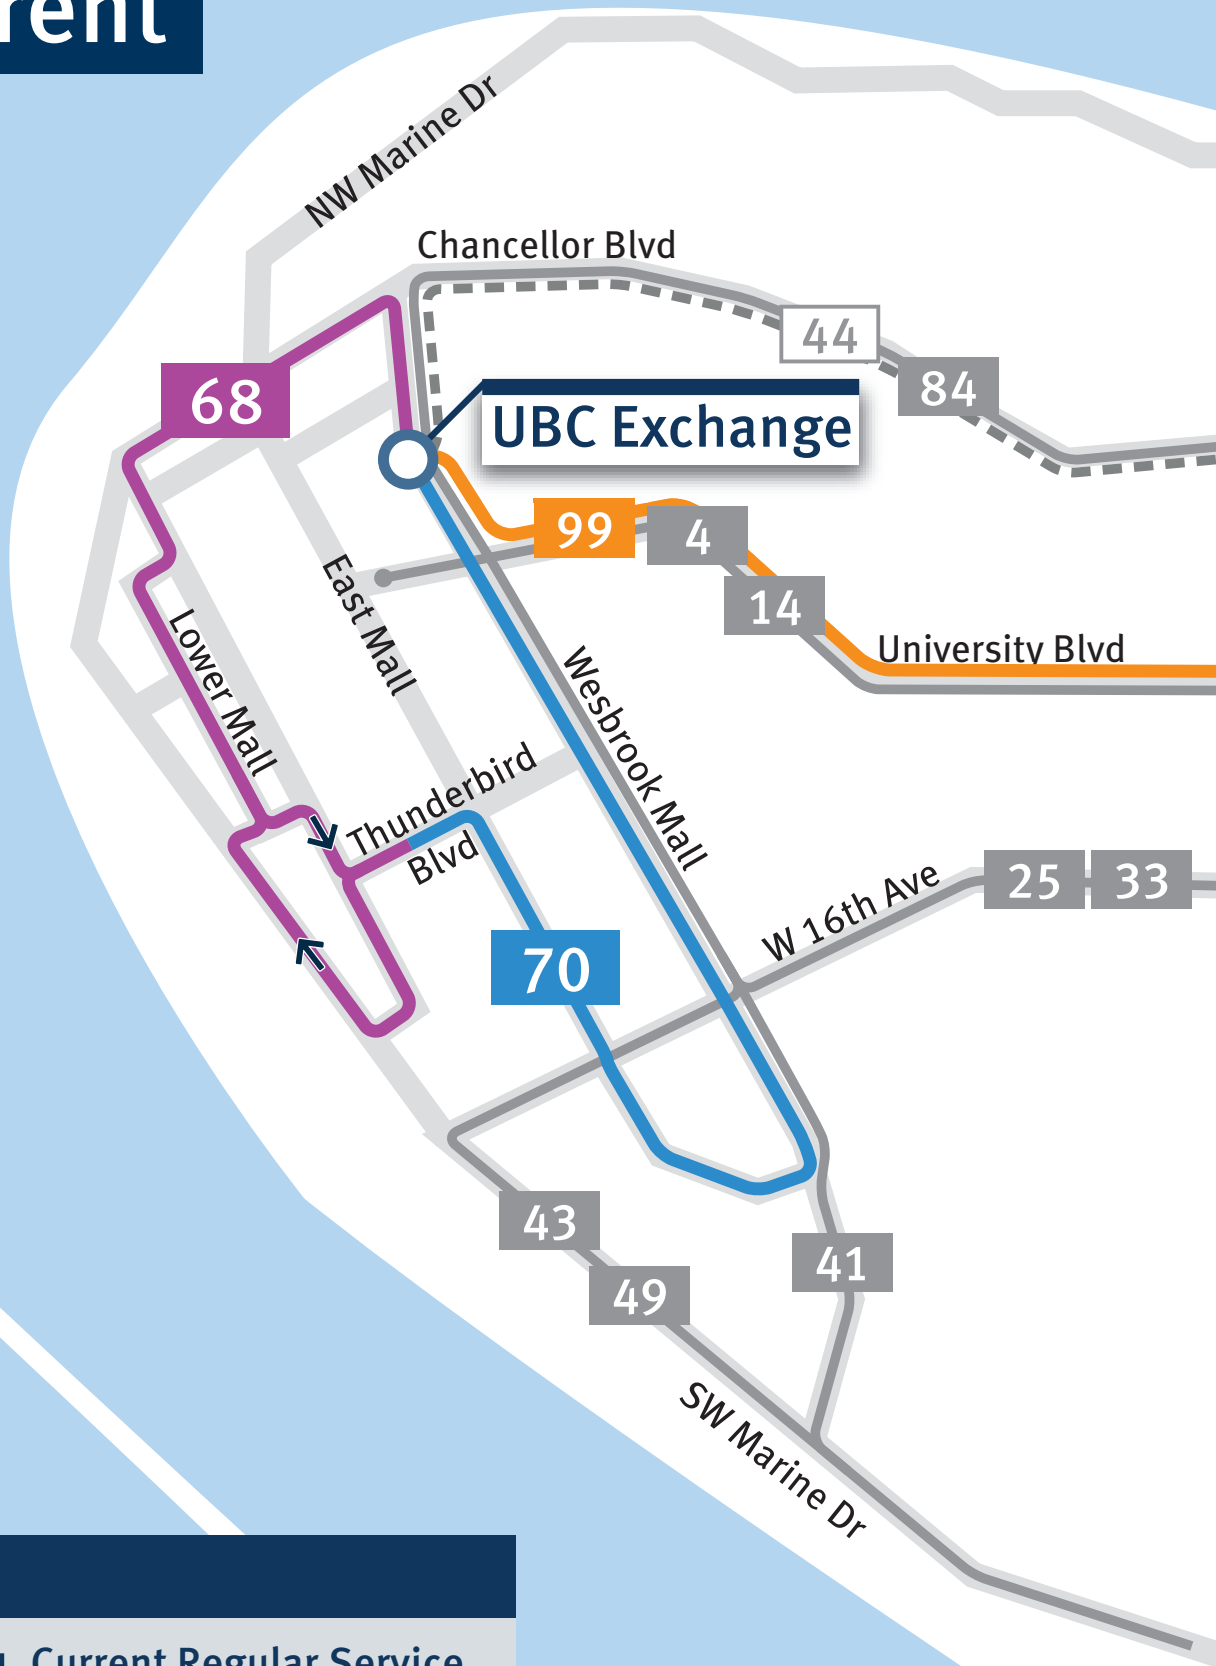 NW Marine Dr
Chancellor Blvd
44
84
68
UBC Exchange
99
4
14
University Blvd
East Mall
Lower Mall
Wesbrook Mall
Thunderbird
Blvd
W 16th Ave
25
33
70
43
49
41
SW Marine Dr
Current Regular Service